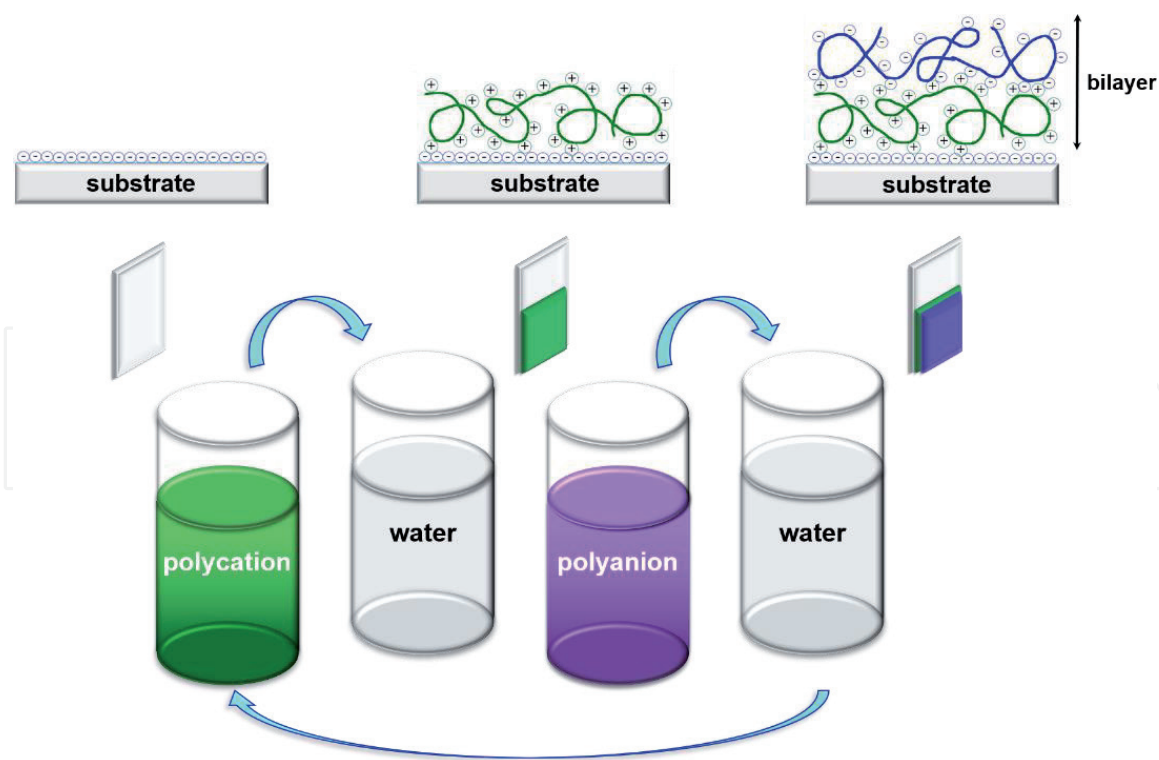 bilayer
substrate
substrate
substrate
water
water
polycation
polyanion